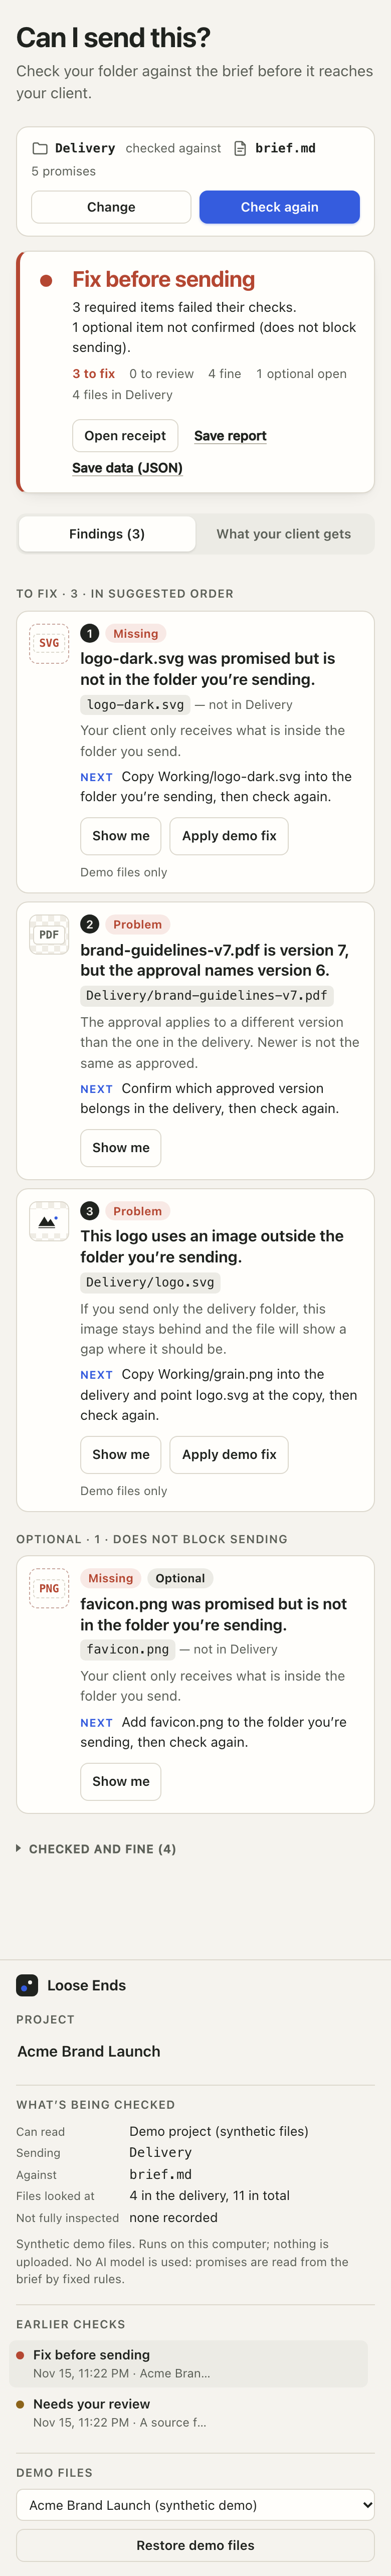 Can I send this?
Check your folder against the brief before it reaches
your client.
Delivery checked against brief.md
5 promises
Change Check again
Fix before sending
3 required items failed their checks.
1 optional item not confirmed (does not block
sending).
3 to fix 0 to review 4 fine 1 optional open
4 files in Delivery
Open receipt Save report
Save data (JSON)
Findings (3) What your client gets
TO FIX · 3 · IN SUGGESTED ORDER
SVG 1 Missing
logo-dark.svg was promised but is
not in the folder you’re sending.
logo-dark.svg — not in Delivery
Your client only receives what is inside the
folder you send.
NEXT Copy Working/logo-dark.svg into the
folder you’re sending, then check again.
Show me Apply demo fix
Demo files only
PDF 2 Problem
brand-guidelines-v7.pdf is version 7,
but the approval names version 6.
Delivery/brand-guidelines-v7.pdf
The approval applies to a different version
than the one in the delivery. Newer is not the
same as approved.
NEXT Confirm which approved version
belongs in the delivery, then check again.
Show me
3 Problem
This logo uses an image outside the
folder you’re sending.
Delivery/logo.svg
If you send only the delivery folder, this
image stays behind and the file will show a
gap where it should be.
NEXT Copy Working/grain.png into the
delivery and point logo.svg at the copy, then
check again.
Show me Apply demo fix
Demo files only
OPTIONAL · 1 · DOES NOT BLOCK SENDING
PNG Missing Optional
favicon.png was promised but is not
in the folder you’re sending.
favicon.png — not in Delivery
Your client only receives what is inside the
folder you send.
NEXT Add favicon.png to the folder you’re
sending, then check again.
Show me
CHECKED AND FINE (4)
Loose Ends
PROJECT
Acme Brand Launch
WHAT’S BEING CHECKED
Can read Demo project (synthetic files)
Sending Delivery
Against brief.md
Files looked at 4 in the delivery, 11 in total
Not fully inspected none recorded
Synthetic demo files. Runs on this computer; nothing is
uploaded. No AI model is used: promises are read from the
brief by fixed rules.
EARLIER CHECKS
Fix before sending
Nov 15, 11:22 PM · Acme Bran...
Needs your review
Nov 15, 11:22 PM · A source f...
DEMO FILES
Acme Brand Launch (synthetic demo)
Restore demo files